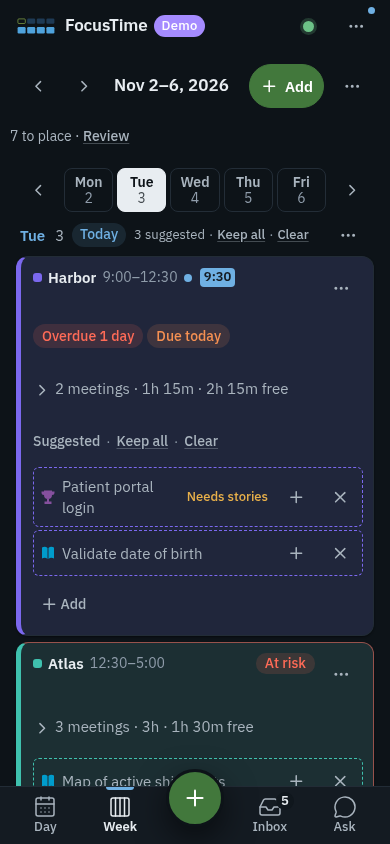 FocusTime Demo
Nov 2–6, 2026
Add
7 to place · Review
Mon Tue Wed Thu Fri
2 3 4 5 6
Tue 3 Today 3 suggested · Keep all · Clear
Harbor 9:00–12:30 9:30
Overdue 1 day Due today
2 meetings · 1h 15m · 2h 15m free
Suggested · Keep all · Clear
Patient portal
login
Needs stories
Validate date of birth
Add
Atlas 12:30–5:00 At risk
3 meetings · 3h · 1h 30m free
Map of active
5
Day Week Inbox Ask